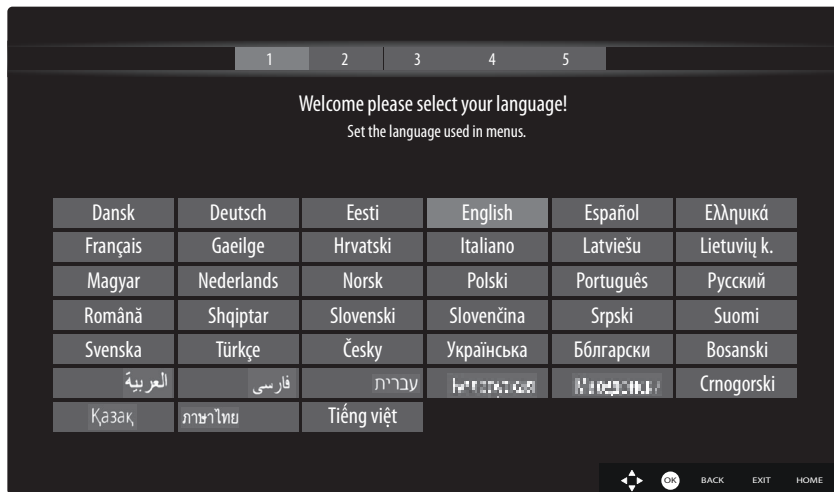 1 2 3 4 5
Welcome please select your language!
Set the language used in menus.
Dansk Deutsch Eesti English Español Ελληυικά
Français Gaeilge Hrvatski Italiano Latviešu Lietuvių k.
Magyar Nederlands Norsk Polski Português Русский
Română Shqiptar Slovenski Slovenčina Srpski Suomi
Svenska Türkçe Česky Українська Бблгарски Bosanski
العربية فارسی עברית Crnogorski
Қазақ ภาษาไทย Tiếng việt
OK BACK EXIT HOME